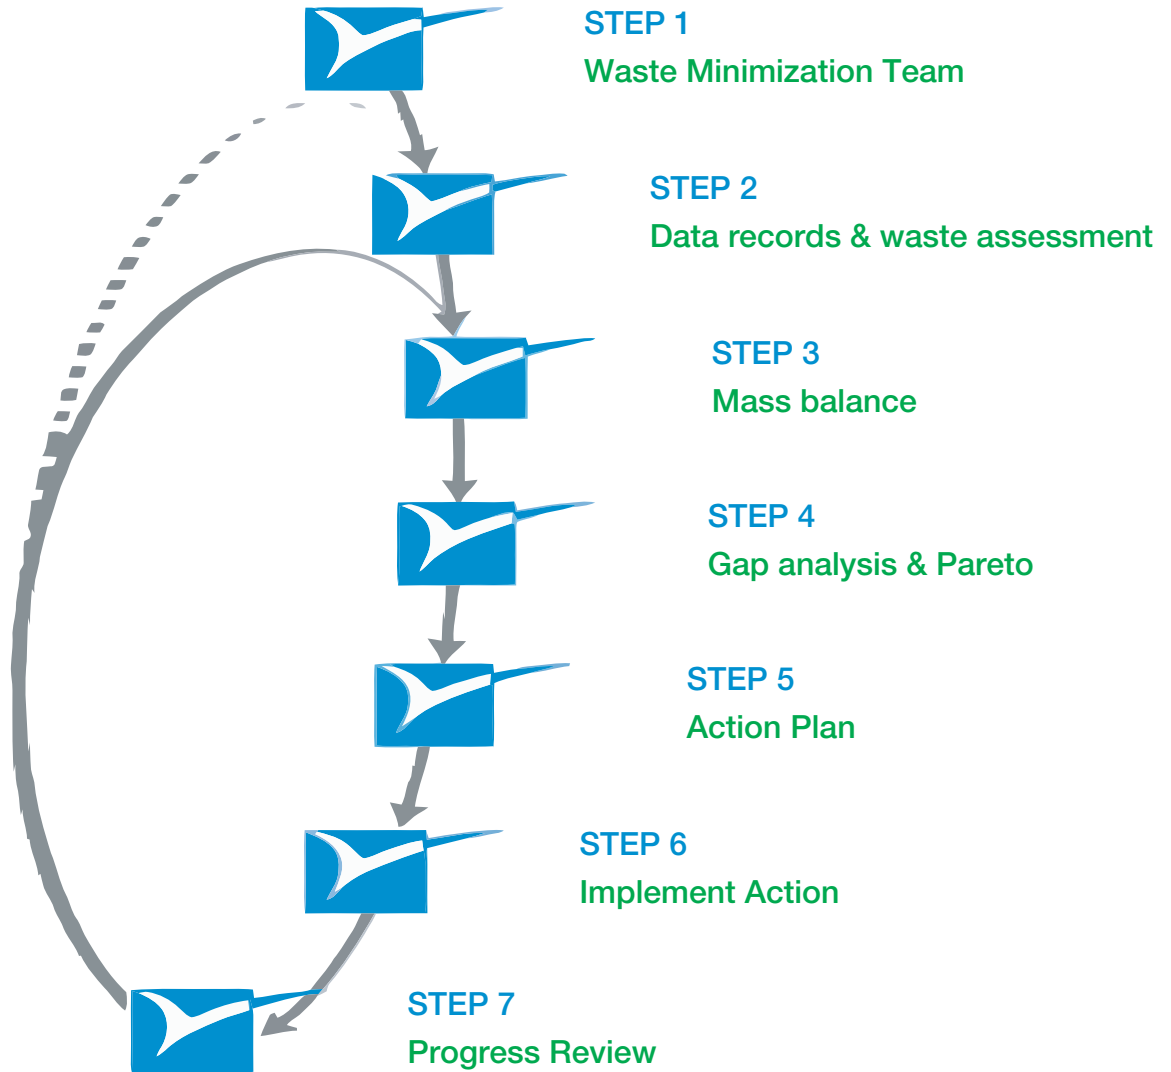 STEP 1
Waste Minimization Team
STEP 2
Data records & waste assessment
STEP 3
Mass balance
STEP 4
Gap analysis & Pareto
STEP 5
Action Plan
STEP 6
Implement Action
STEP 7
Progress Review